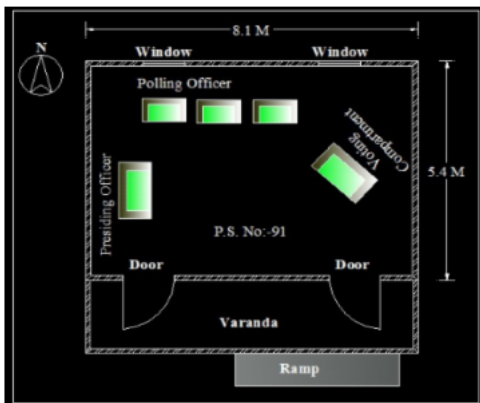 8.1 M
N
Window
Window
Polling Officer
Voting
Compartment
5.4 M
Presiding Officer
P.S. No:-91
Door
Door
Varanda
Ramp